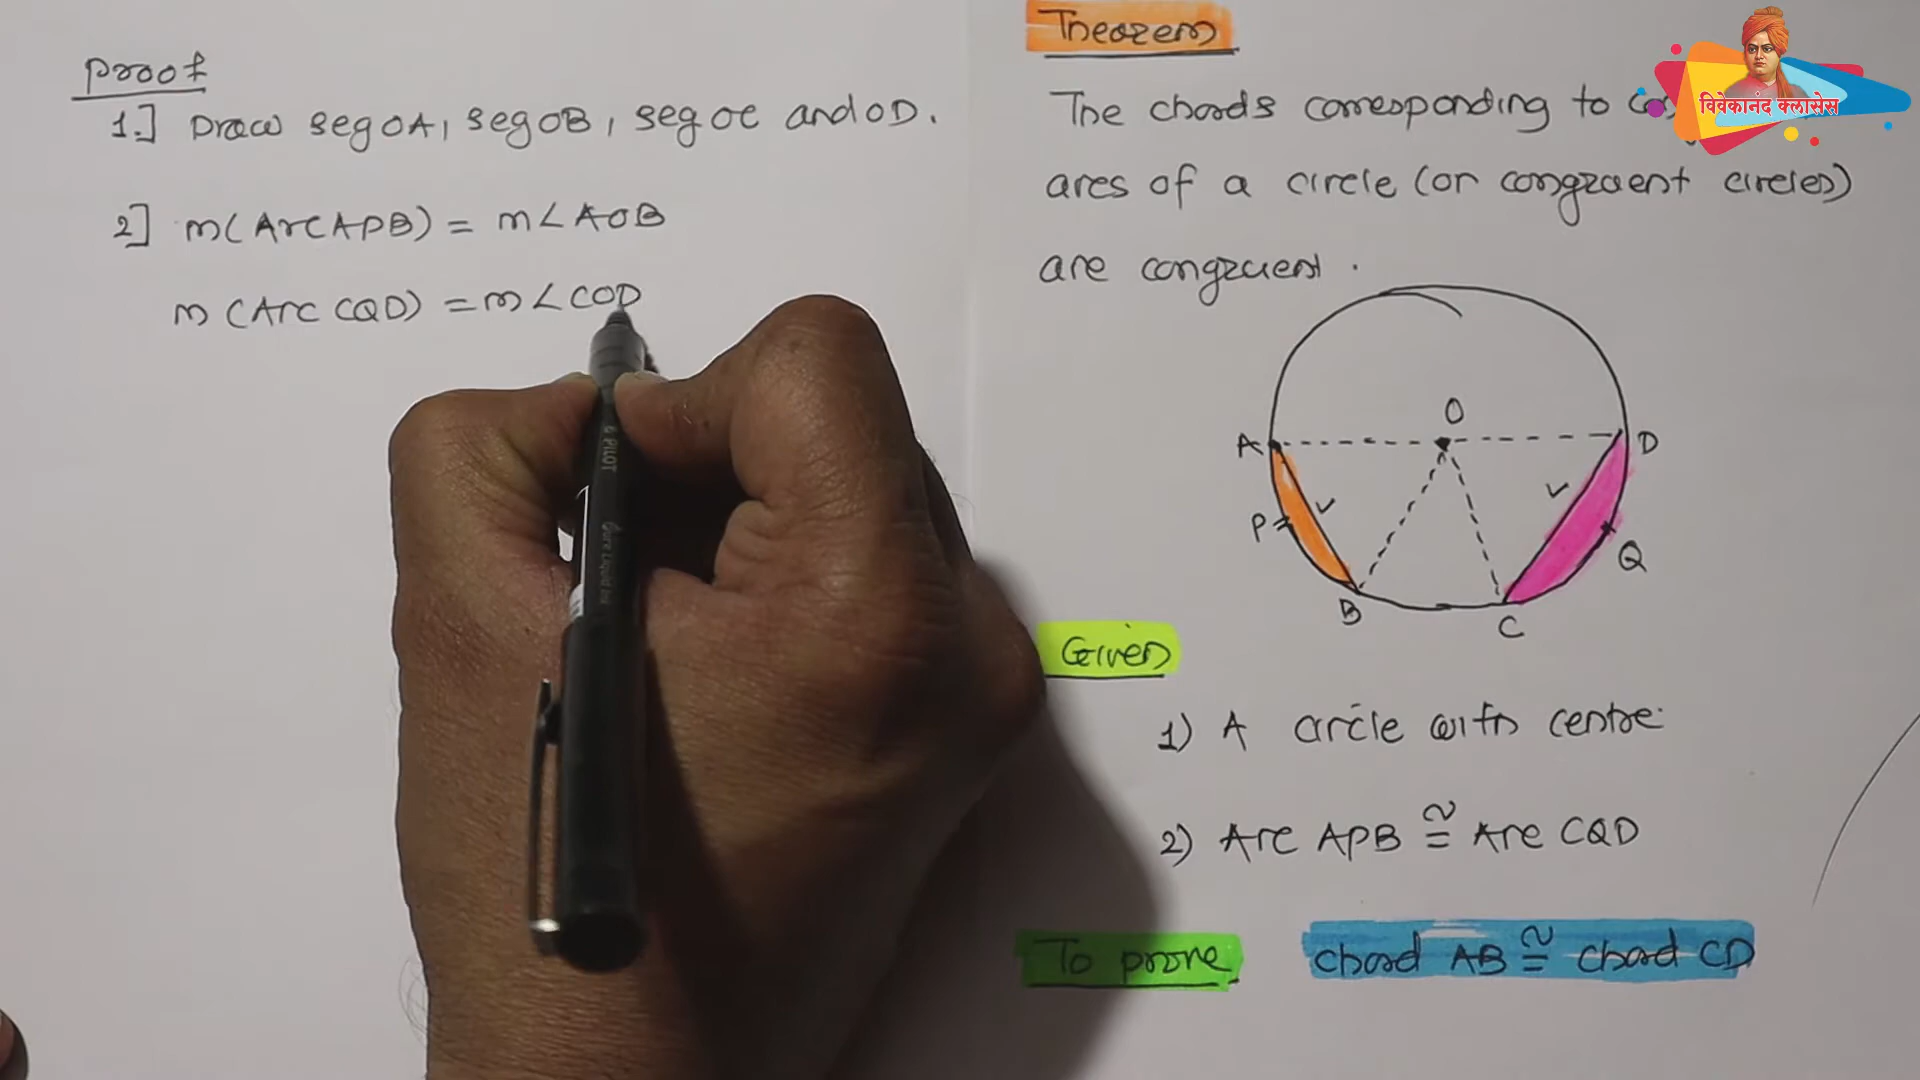 Proof
1.] Draw seg OA, seg OB, seg OC and OD.
2] m(Arc APB) = m∠AOB
m (Arc CQD) = m∠COD
Theorem
The chords corresponding to
arcs of a circle (or congruent circles)
are congruent.
विवेकानंद क्लासेस
O
A
D
P
Q
B
C
Given
1) A circle with centre
2) Arc APB ≅ Arc CQD
To prove chord AB ≅ chord CD
PILOT